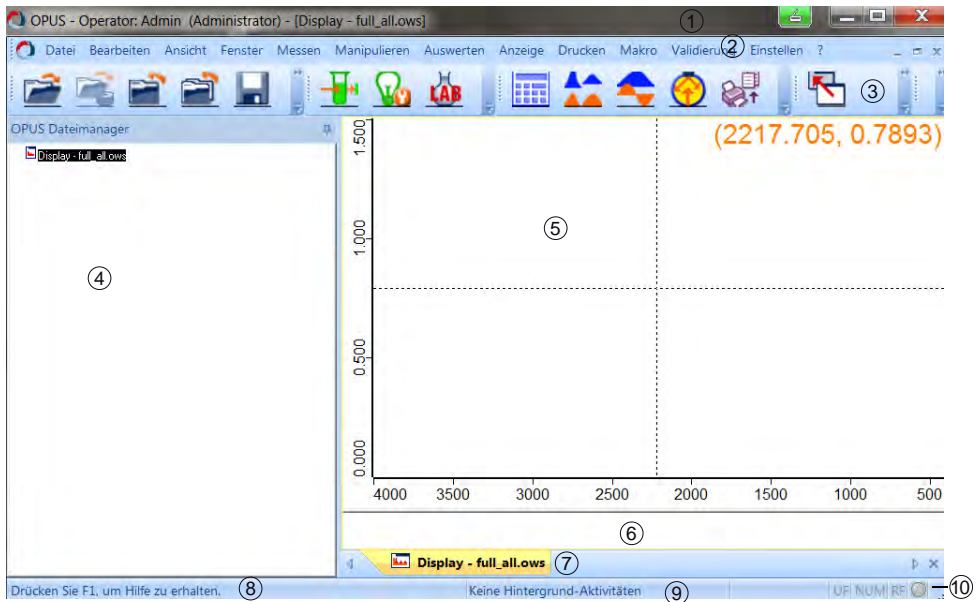 OPUS - Operator: Admin (Administrator) - [Display - full_all.ows]
①
Datei Bearbeiten Ansicht Fenster Messen Manipulieren Auswerten Anzeige Drucken Makro Validierung Einstellen ?
②
LAB
③
OPUS Dateimanager
Display - full_all.ows
④
(2217.705, 0.7893)
1.500
1.000
0.500
0.000
⑤
4000 3500 3000 2500 2000 1500 1000 500
⑥
Display - full_all.ows ⑦
Drücken Sie F1, um Hilfe zu erhalten. ⑧ Keine Hintergrund-Aktivitäten ⑨ UF NUM RF ⑩